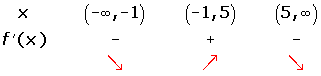 x (-∞,-1) (-1,5) (5,∞)
f'(x) - + -